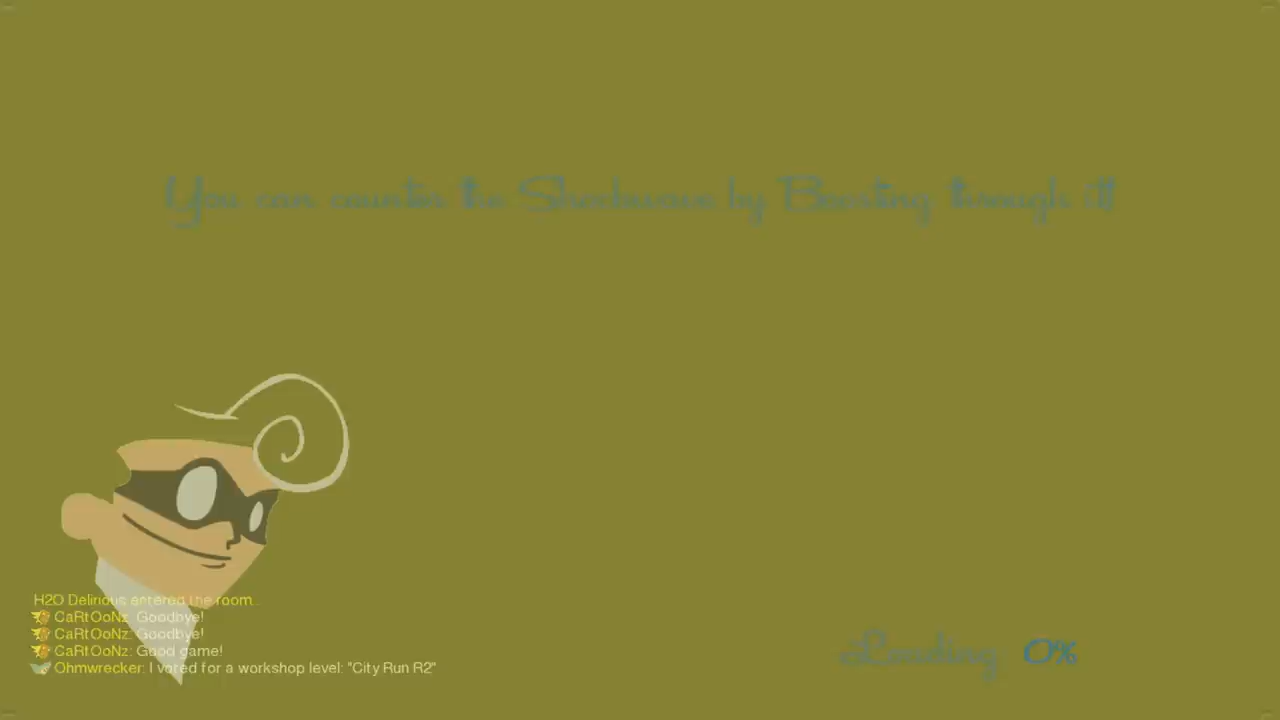 You can counter the Shockwave by Boosting through it!
H2O Delirious entered the room...
CaRtOoNz: Goodbye!
CaRtOoNz: Goodbye!
CaRtOoNz: Good game!
Ohmwrecker: I voted for a workshop level: "City Run R2"
Loading 0%